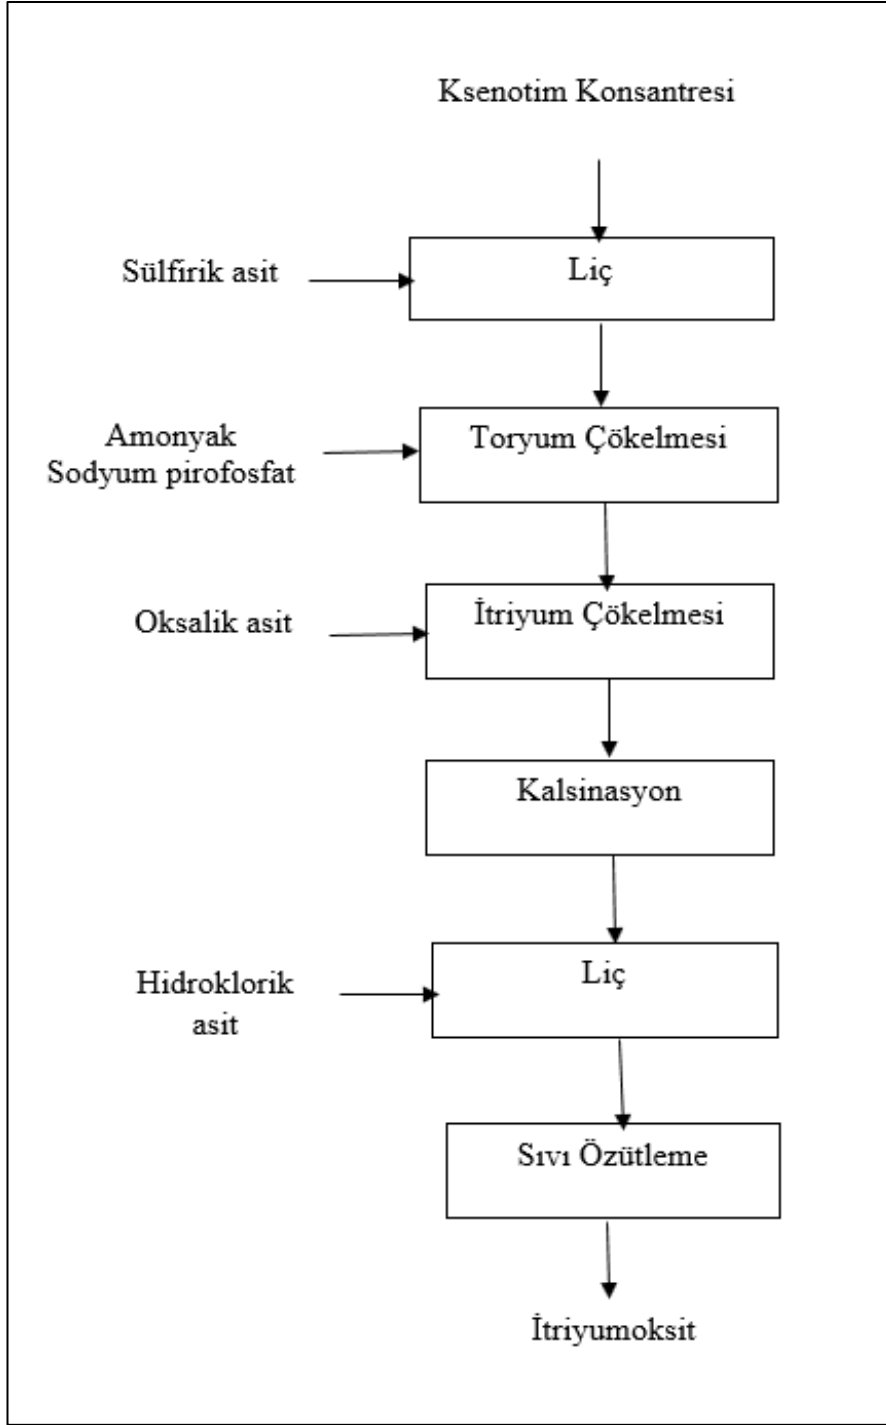 Ksenotim Konsantresi
Sülfirik asit
Liç
Amonyak
Sodyum pirofosfat
Toryum Çökelmesi
Oksalik asit
İtriyum Çökelmesi
Kalsinasyon
Hidroklorik
asit
Liç
Sıvı Özütleme
İtriyumoksit